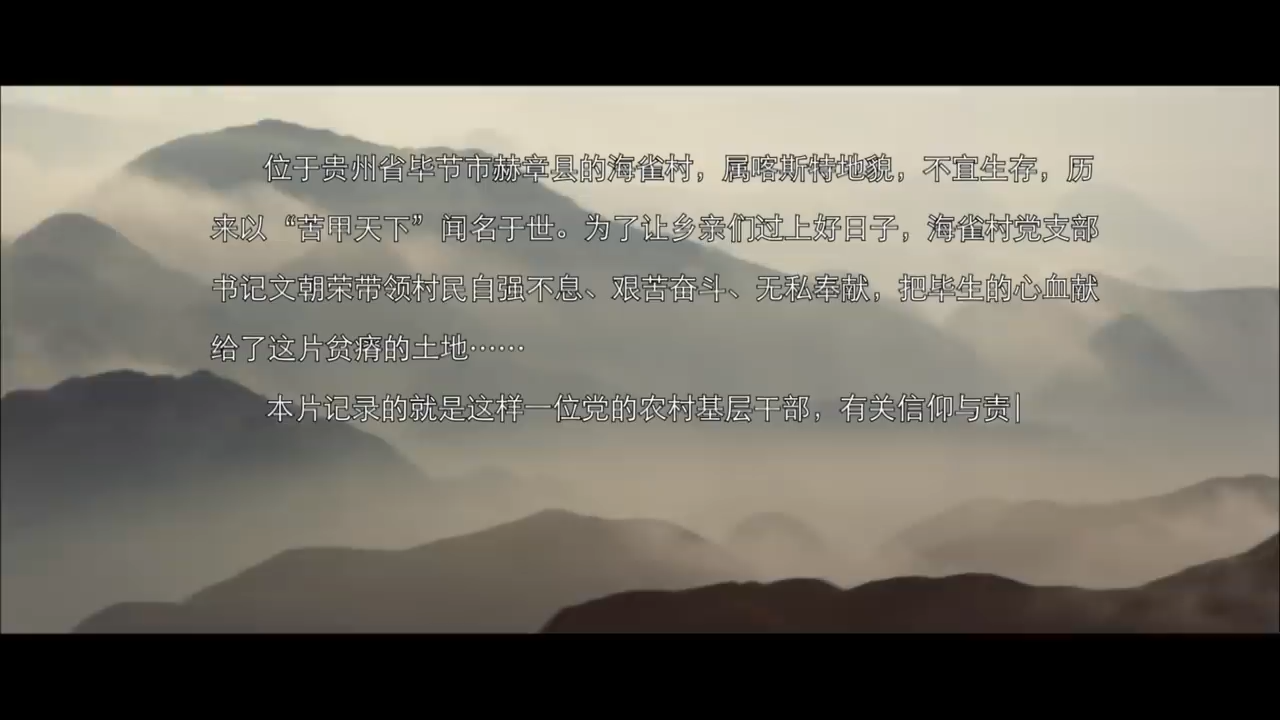 位于贵州省毕节市赫章县的海雀村，属喀斯特地貌，不宜生存，历
来以“苦甲天下”闻名于世。为了让乡亲们过上好日子，海雀村党支部
书记文朝荣带领村民自强不息、艰苦奋斗、无私奉献，把毕生的心血献
给了这片贫瘠的土地……
本片记录的就是这样一位党的农村基层干部，有关信仰与责